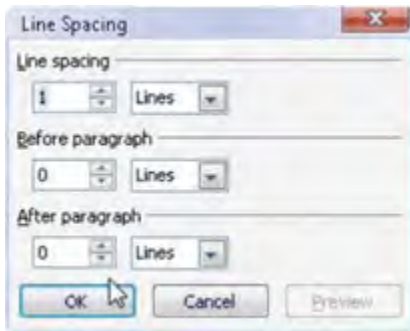 Line Spacing
Line spacing
1 Lines
Before paragraph
0 Lines
After paragraph
0 Lines
OK Cancel Preview